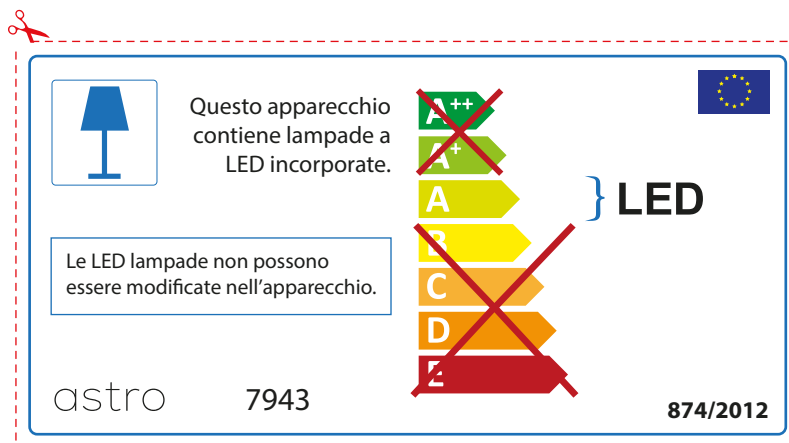 Questo apparecchio
contiene lampade a
LED incorporate.
Le LED lampade non possono
essere modificate nell'apparecchio.
A++
A+
A
B
C
D
E
LED
astro
7943
874/2012